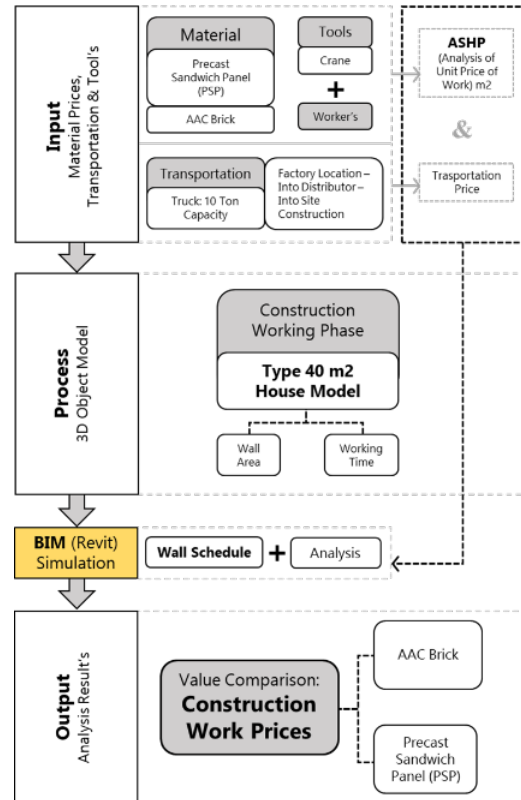 Input
Material Prices,
Transportation & Tool's
Material
Precast
Sandwich Panel
(PSP)
AAC Brick
Tools
Crane
+
Worker's
Transportation
Truck: 10 Ton
Capacity
Factory Location –
Into Distributor –
Into Site
Construction
ASHP
(Analysis of
Unit Price of
Work) m2
&
Trasportation
Price
Process
3D Object Model
Construction
Working Phase
Type 40 m2
House Model
Wall
Area
Working
Time
BIM (Revit)
Simulation
Wall Schedule
+
Analysis
Output
Analysis Result's
Value Comparison:
Construction
Work Prices
AAC Brick
Precast
Sandwich
Panel (PSP)